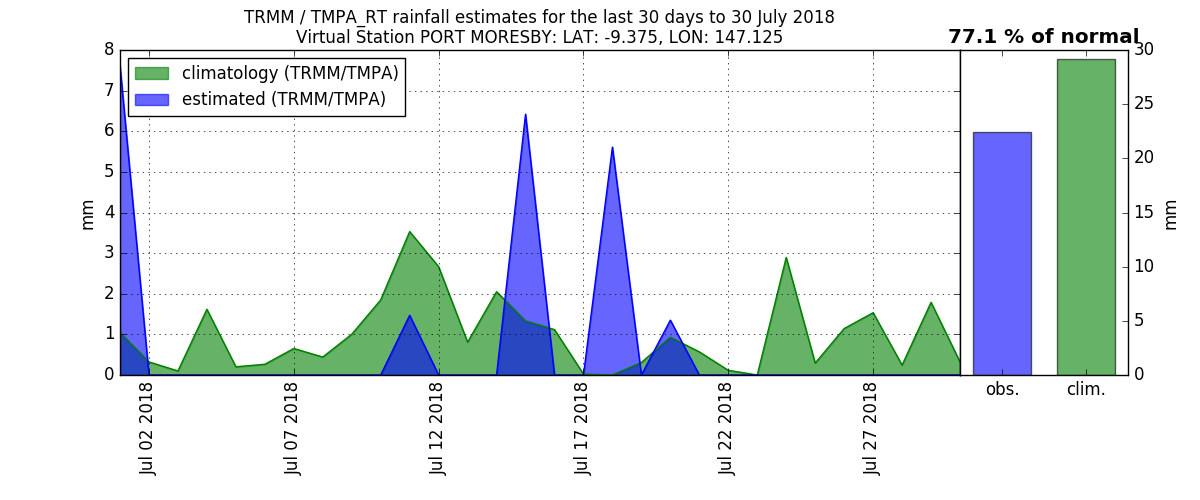 TRMM / TMPA_RT rainfall estimates for the last 30 days to 30 July 2018
Virtual Station PORT MORESBY: LAT: -9.375, LON: 147.125
77.1 % of normal
climatology (TRMM/TMPA)
estimated (TRMM/TMPA)
8
7
6
5
4
3
2
1
0
mm
Jul 02 2018
Jul 07 2018
Jul 12 2018
Jul 17 2018
Jul 22 2018
Jul 27 2018
obs.
clim.
30
25
20
15
10
5
0
mm